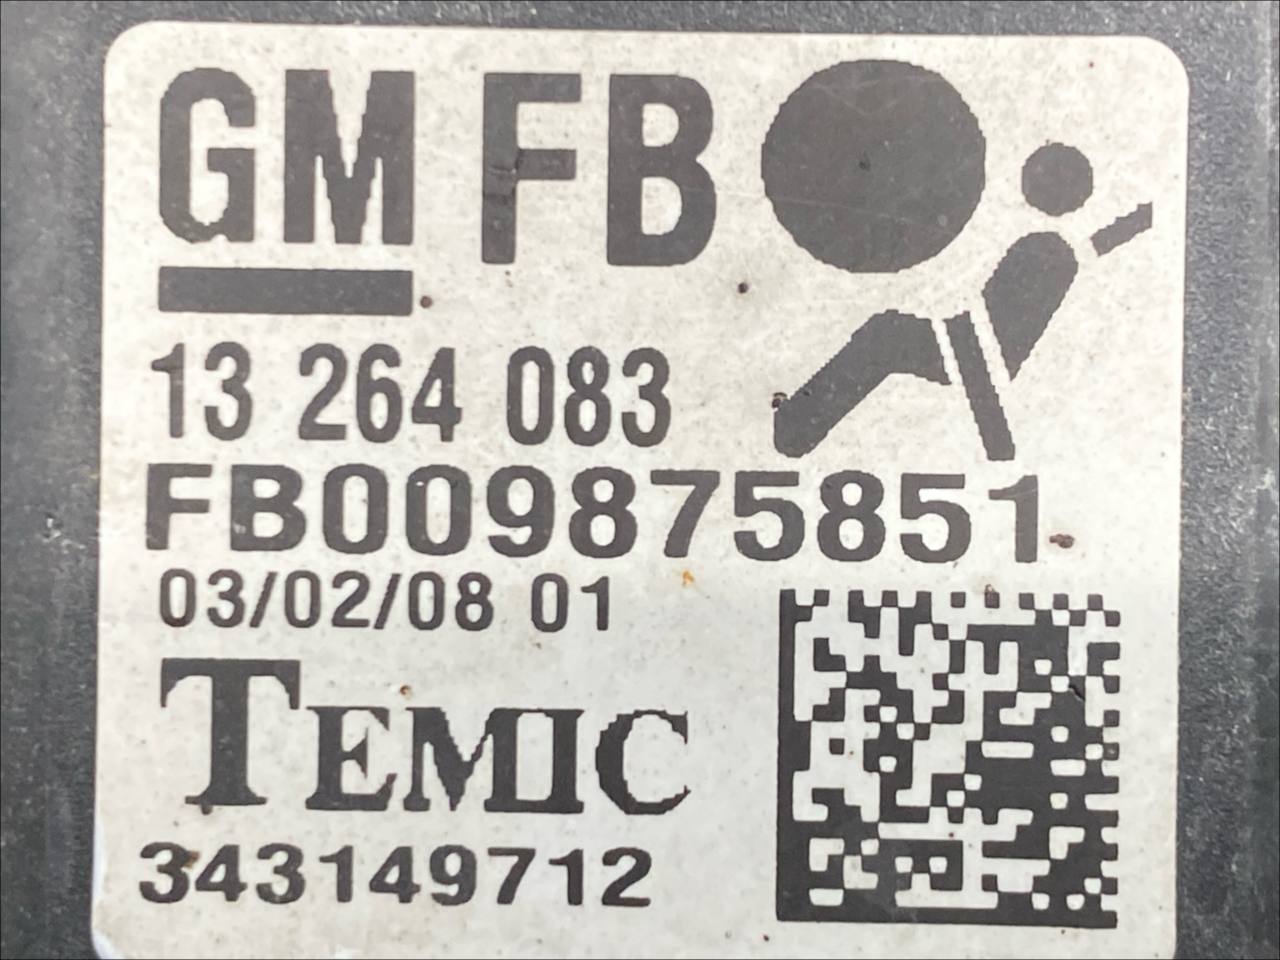 GM FB
13 264 083
FB009875851
03/02/08 01
TEMIC
343149712